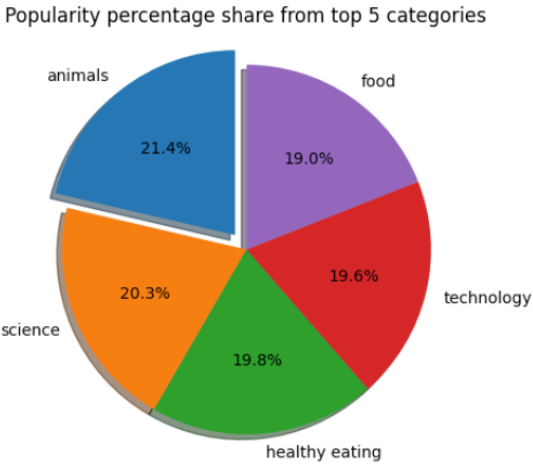 Popularity percentage share from top 5 categories
animals
food
21.4%
19.0%
19.6%
20.3%
technology
science
19.8%
healthy eating